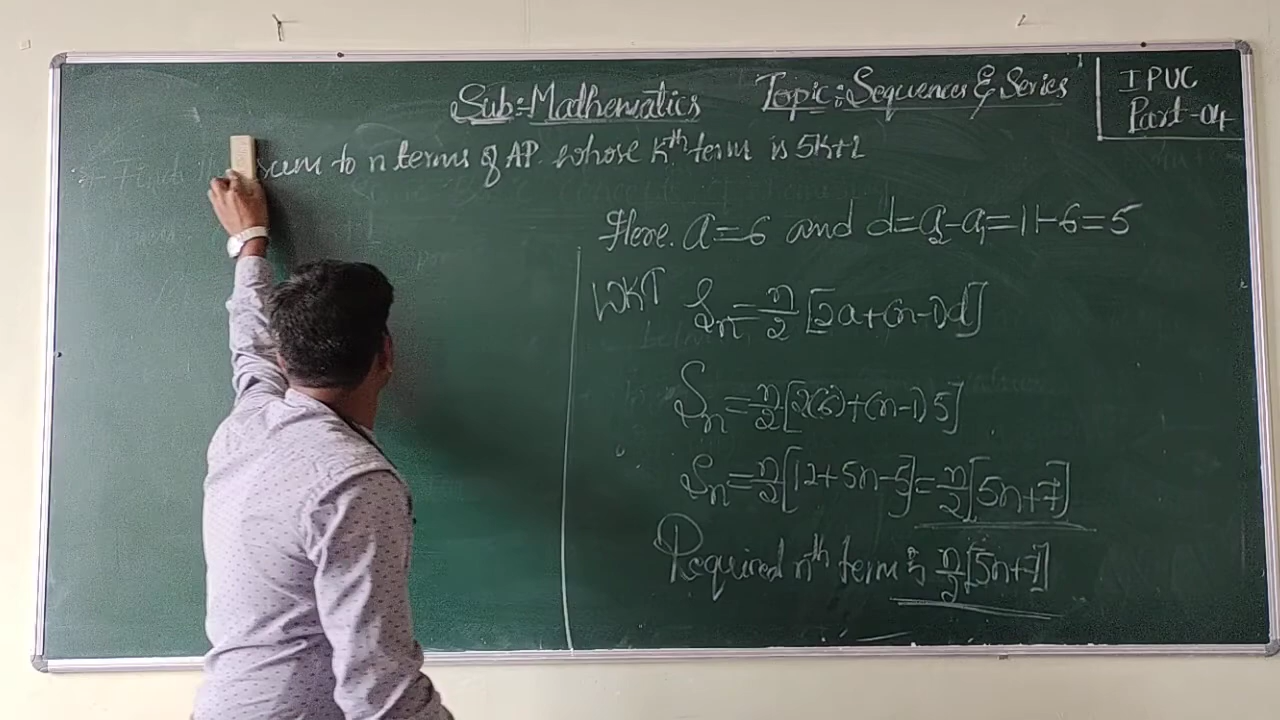 Sub:- Mathematics Topic: Sequences & Series
I PUC
Part-04
Find the sum to n terms of AP. whose Kth term is 5K+1
Here. a=6 and d=a₂-a₁=11-6=5
WKT Sn=n/2[2a+(n-1)d]
Sn=n/2[2(6)+(n-1)5]
Sn=n/2[12+5n-5]=n/2[5n+7]
Required nth term is n/2[5n+7]